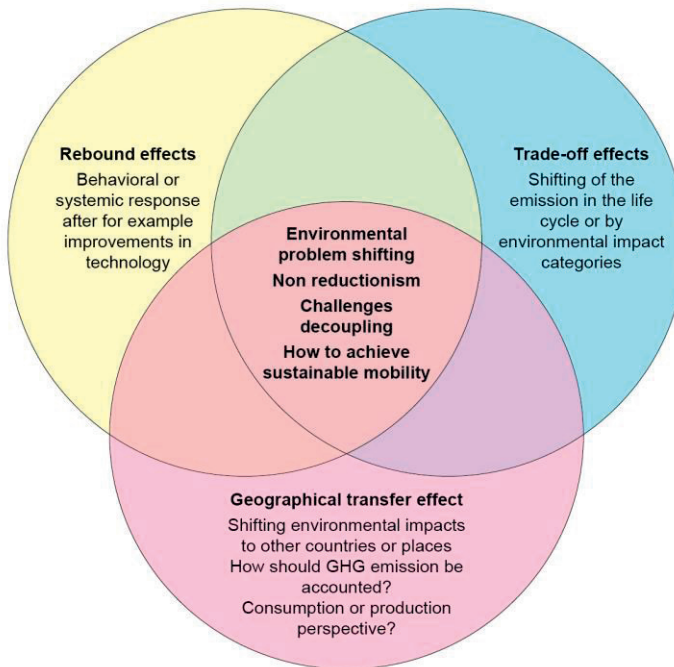 Rebound effects
Behavioral or
systemic response
after for example
improvements in
technology
Trade-off effects
Shifting of the
emission in the life
cycle or by
environmental impact
categories
Environmental
problem shifting
Non reductionism
Challenges
decoupling
How to achieve
sustainable mobility
Geographical transfer effect
Shifting environmental impacts
to other countries or places
How should GHG emission be
accounted?
Consumption or production
perspective?